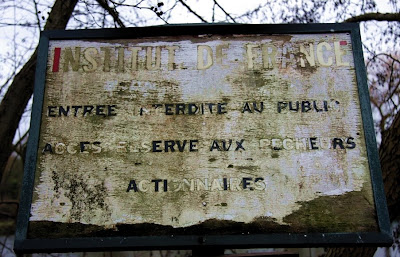 INSTITUT DE FRANCE
ENTREE INTERDITE AU PUBLIC
ACCES RESERVE AUX PECHEURS
ACTIONNAIRES